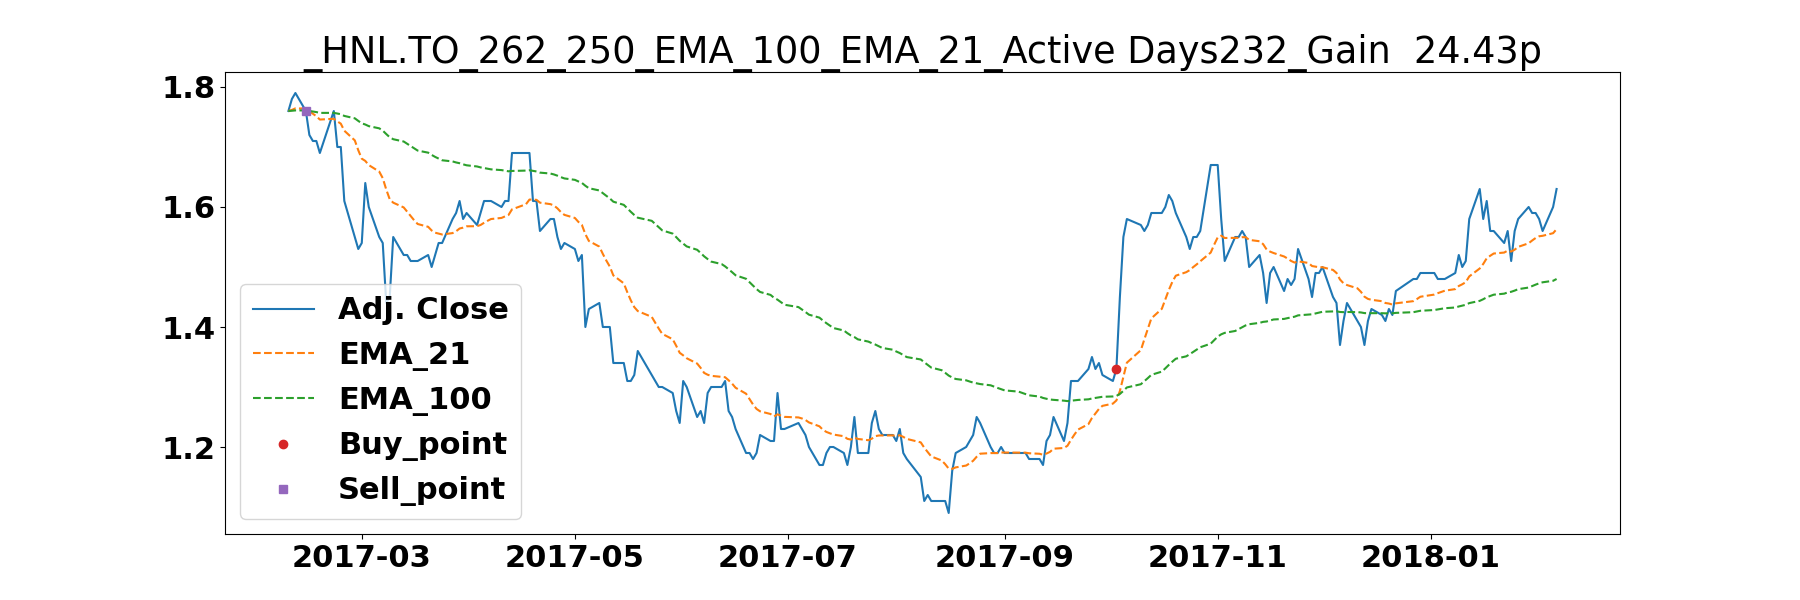 _HNL.TO_262_250_EMA_100_EMA_21_Active Days232_Gain  24.43p
1.8
1.6
1.4
1.2
Adj. Close
EMA_21
EMA_100
Buy_point
Sell_point
2017-03 2017-05 2017-07 2017-09 2017-11 2018-01